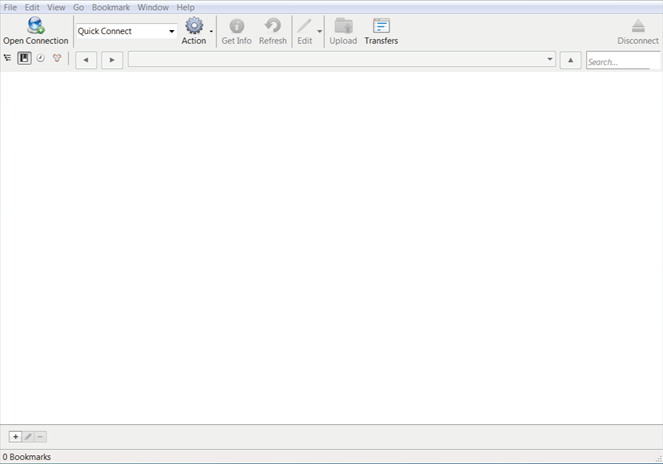 File Edit View Go Bookmark Window Help
Open Connection Quick Connect Action Get Info Refresh Edit Upload Transfers Disconnect
Search...
0 Bookmarks